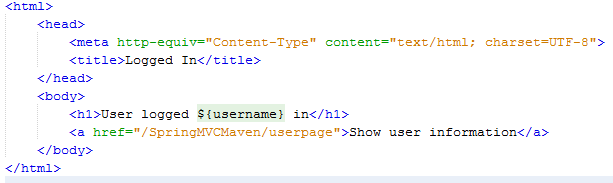 <html>
<head>
<meta http-equiv="Content-Type" content="text/html; charset=UTF-8">
<title>Logged In</title>
</head>
<body>
<h1>User logged ${username} in</h1>
<a href="/SpringMVCMaven/userpage">Show user information</a>
</body>
</html>